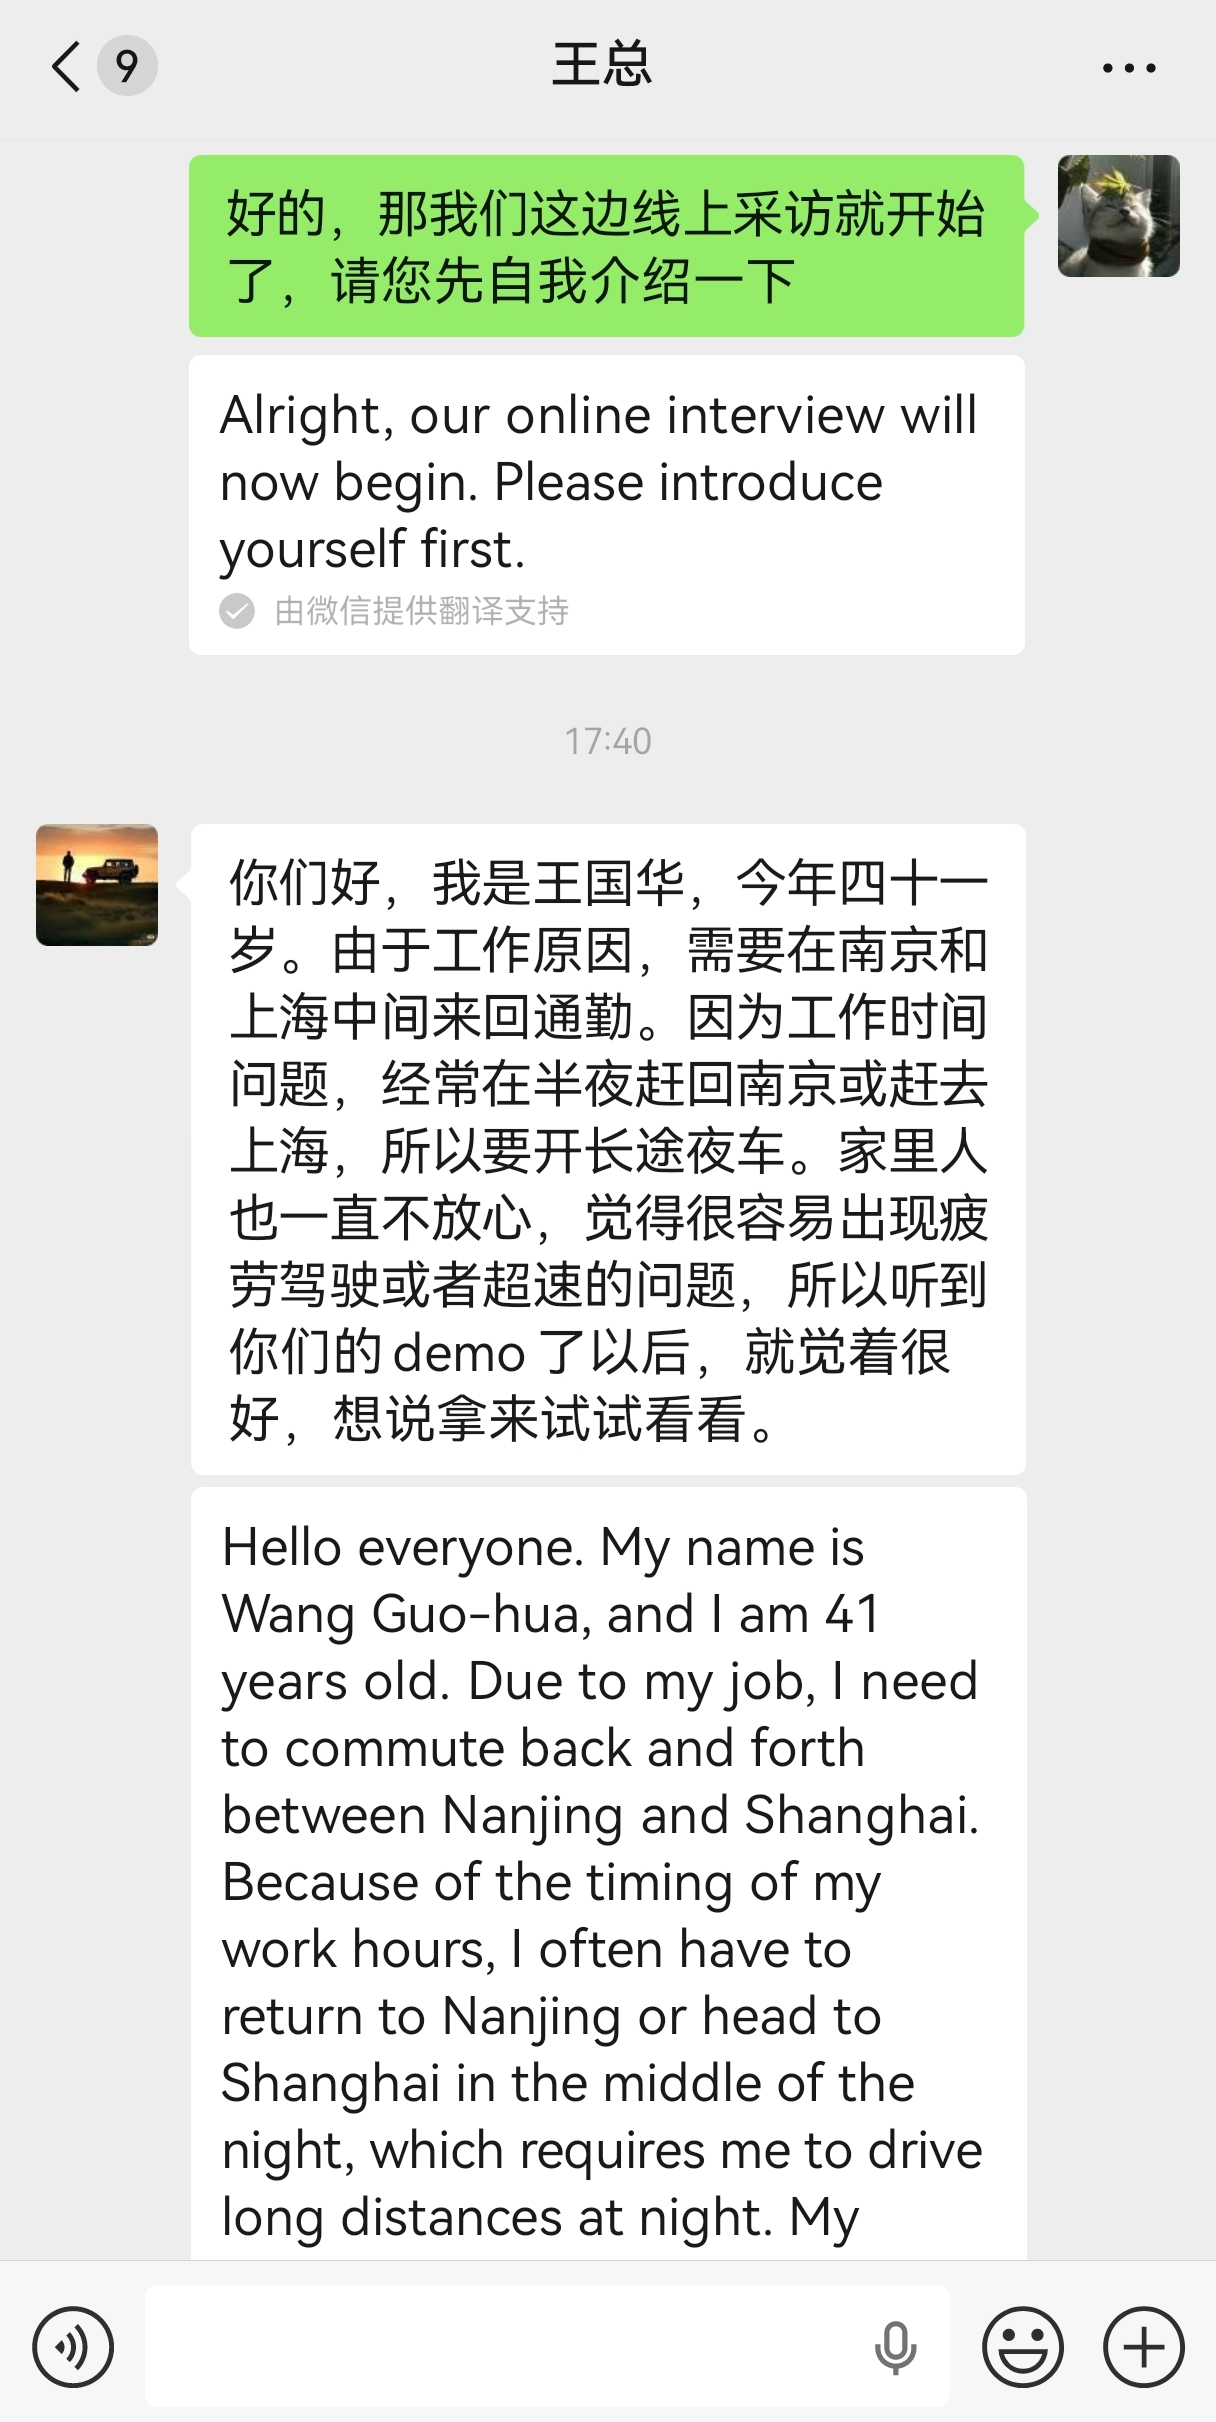 9
王总
好的，那我们这边线上采访就开始
了，请您先自我介绍一下
Alright, our online interview will
now begin. Please introduce
yourself first.
由微信提供翻译支持
17:40
你们好，我是王国华，今年四十一
岁。由于工作原因，需要在南京和
上海中间来回通勤。因为工作时间
问题，经常在半夜赶回南京或赶去
上海，所以要开长途夜车。家里人
也一直不放心，觉得很容易出现疲
劳驾驶或者超速的问题，所以听到
你们的demo了以后，就觉着很
好，想说拿来试试看看。
Hello everyone. My name is
Wang Guo-hua, and I am 41
years old. Due to my job, I need
to commute back and forth
between Nanjing and Shanghai.
Because of the timing of my
work hours, I often have to
return to Nanjing or head to
Shanghai in the middle of the
night, which requires me to drive
long distances at night. My